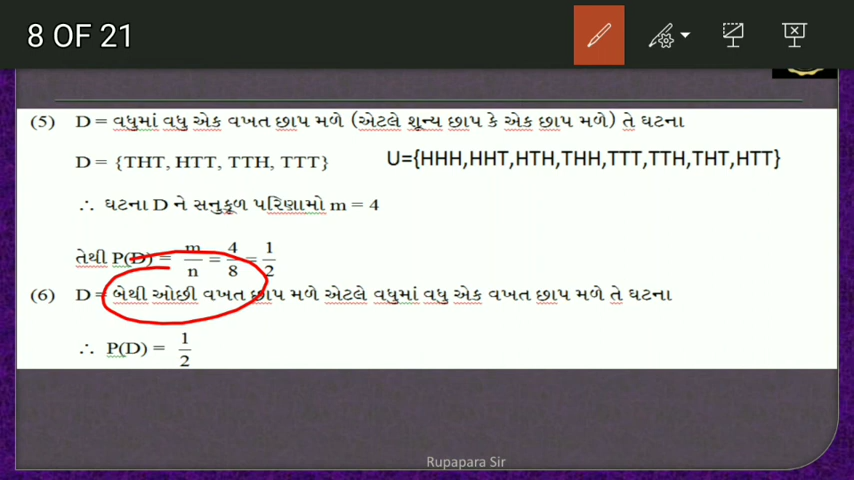 8 OF 21
(5) D = વધુમાં વધુ એક વખત છાપ મળે (એટલે શૂન્ય છાપ કે એક છાપ મળે) તે ઘટના
D = {THT, HTT, TTH, TTT} U={HHH,HHT,HTH,THH,TTT,TTH,THT,HTT}
∴ ઘટના D ને સનુકૂળ પરિણામો m = 4
તેથી P(D) = m/n = 4/8 = 1/2
(6) D = બેથી ઓછી વખત છાપ મળે એટલે વધુમાં વધુ એક વખત છાપ મળે તે ઘટના
∴ P(D) = 1/2
Rupapara Sir